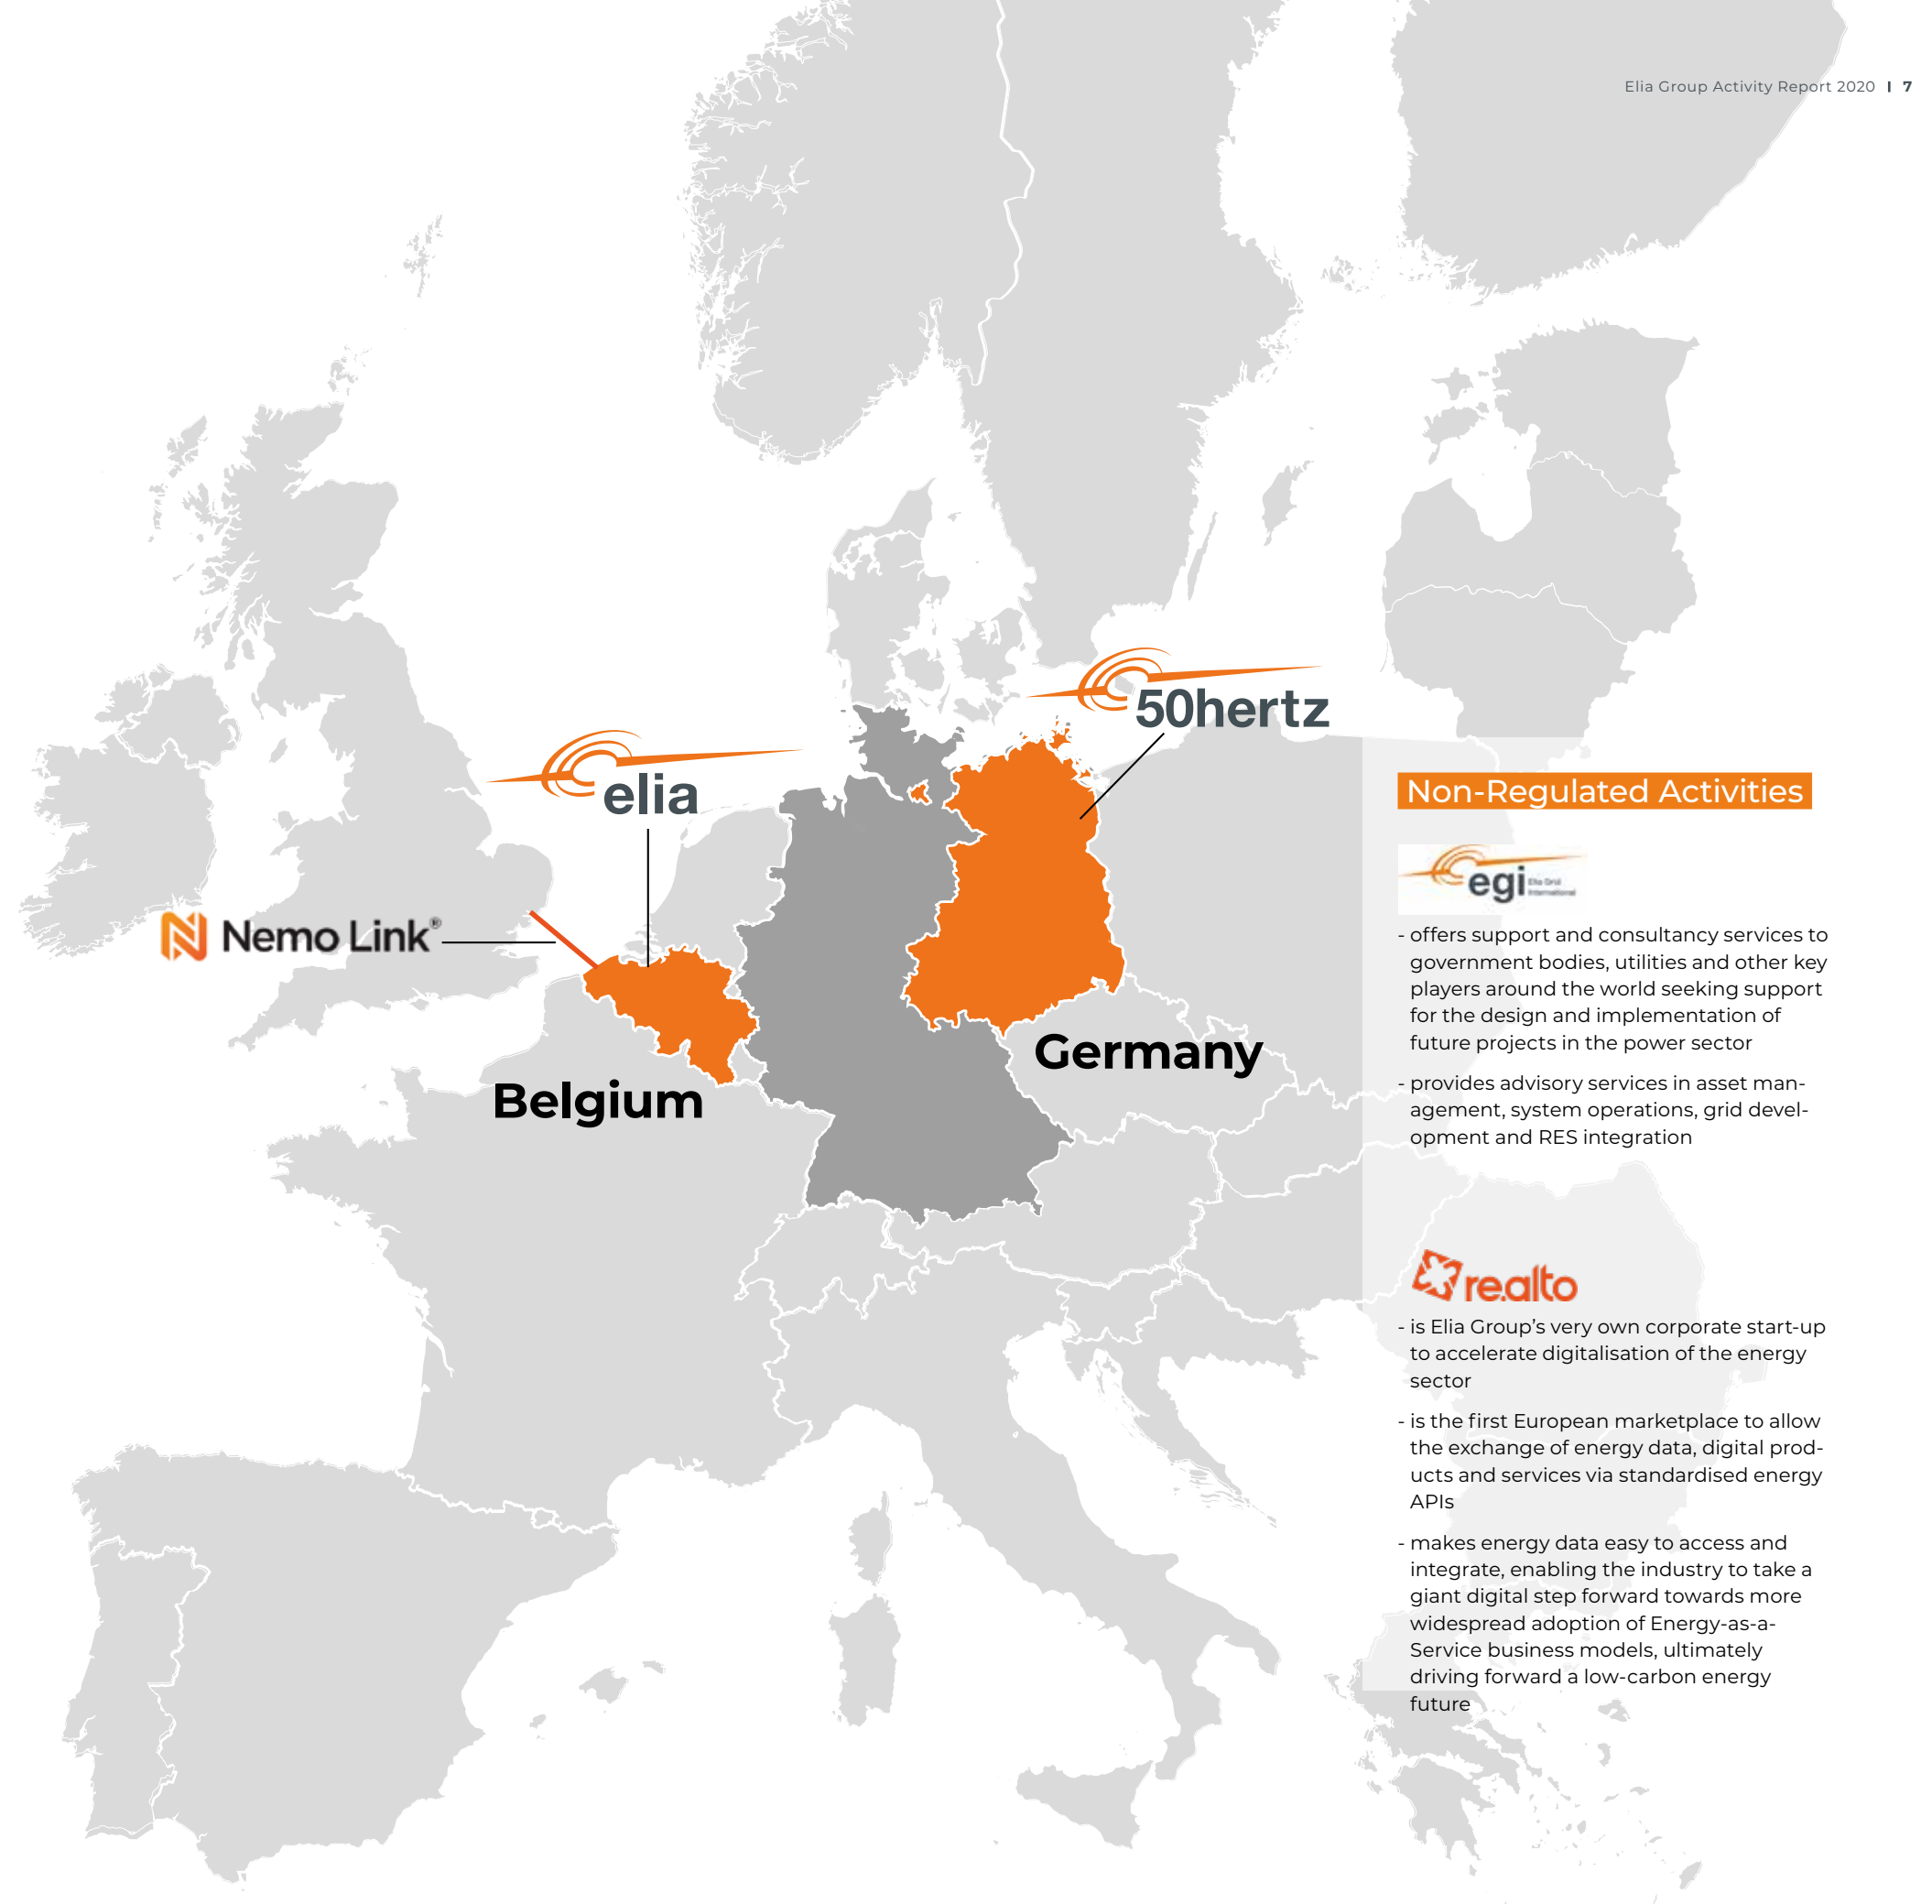 Elia Group Activity Report 2020 | 7
50hertz
elia
Nemo Link®
Germany
Belgium
Non-Regulated Activities
egi Elia Grid
International
- offers support and consultancy services to
government bodies, utilities and other key
players around the world seeking support
for the design and implementation of
future projects in the power sector
- provides advisory services in asset man-
agement, system operations, grid devel-
opment and RES integration
re.alto
- is Elia Group’s very own corporate start-up
to accelerate digitalisation of the energy
sector
- is the first European marketplace to allow
the exchange of energy data, digital prod-
ucts and services via standardised energy
APIs
- makes energy data easy to access and
integrate, enabling the industry to take a
giant digital step forward towards more
widespread adoption of Energy-as-a-
Service business models, ultimately
driving forward a low-carbon energy
future